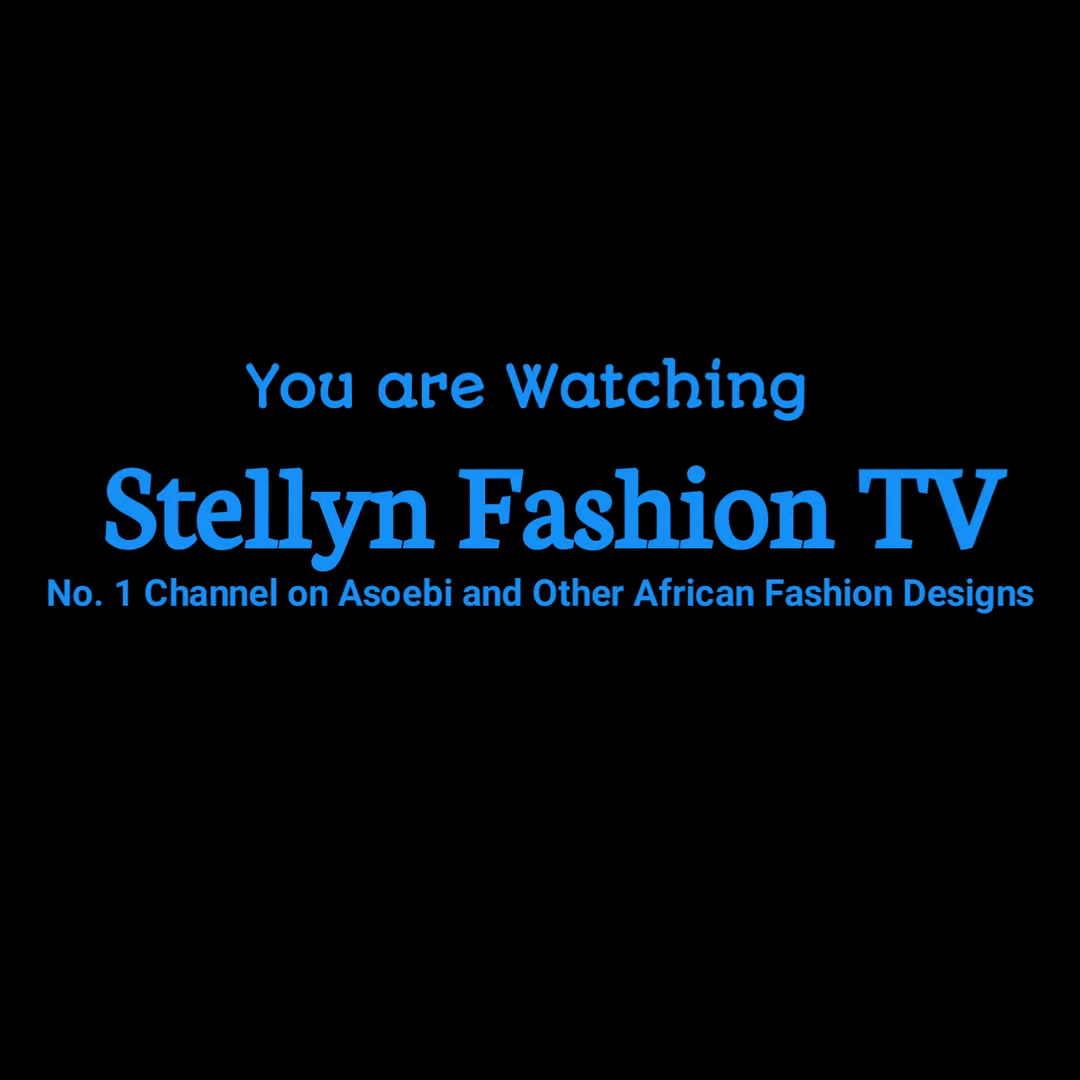 You are Watching
Stellyn Fashion TV
No. 1 Channel on Asoebi and Other African Fashion Designs